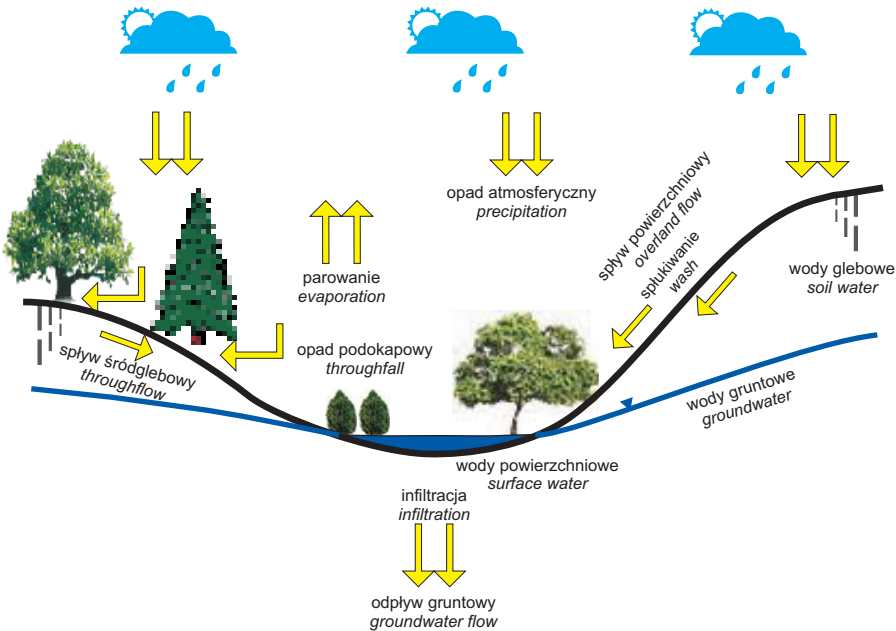 opad atmosferyczny
precipitation
spływ powierzchniowy
overland flow
spłukiwanie
wash
wody glebowe
soil water
parowanie
evaporation
opad podokapowy
throughfall
spływ śródglebowy
throughflow
wody gruntowe
groundwater
wody powierzchniowe
surface water
infiltracja
infiltration
odpływ gruntowy
groundwater flow